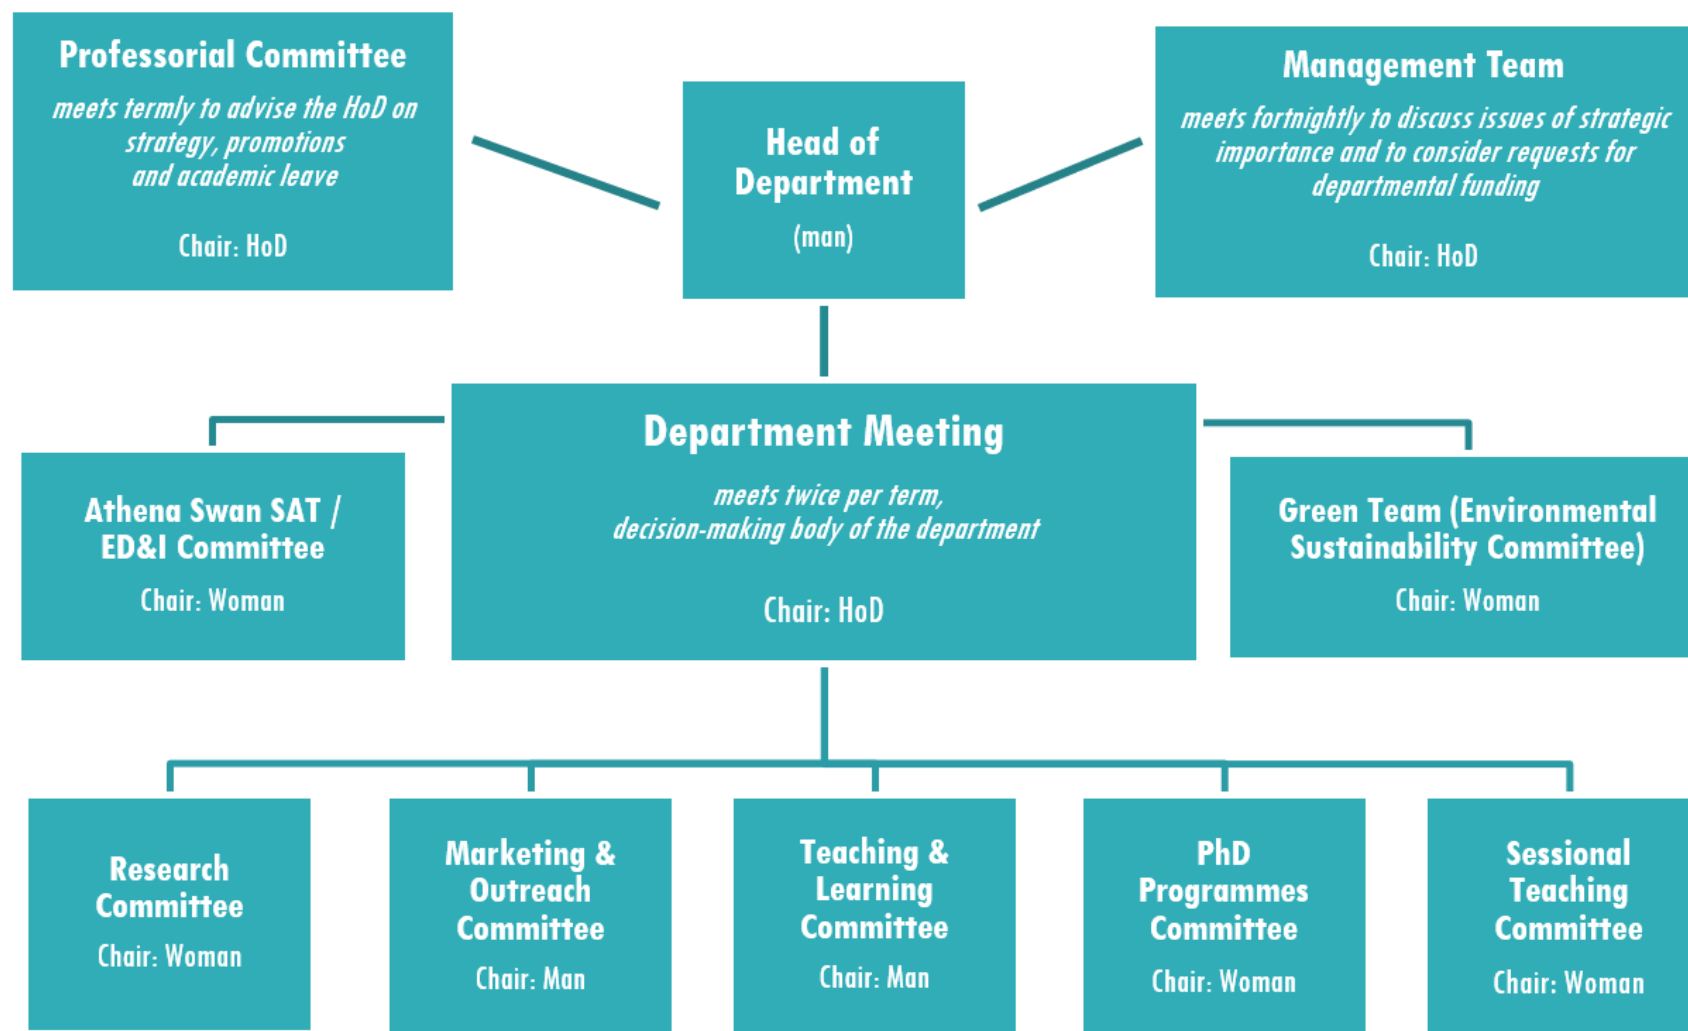 Professorial Committee
meets termly to advise the HoD on
strategy, promotions
and academic leave
Chair: HoD
Head of
Department
(man)
Management Team
meets fortnightly to discuss issues of strategic
importance and to consider requests for
departmental funding
Chair: HoD
Department Meeting
meets twice per term,
decision-making body of the department
Chair: HoD
Athena Swan SAT /
ED&I Committee
Chair: Woman
Green Team (Environmental
Sustainability Committee)
Chair: Woman
Research
Committee
Chair: Woman
Marketing &
Outreach
Committee
Chair: Man
Teaching &
Learning
Committee
Chair: Man
PhD
Programmes
Committee
Chair: Woman
Sessional
Teaching
Committee
Chair: Woman